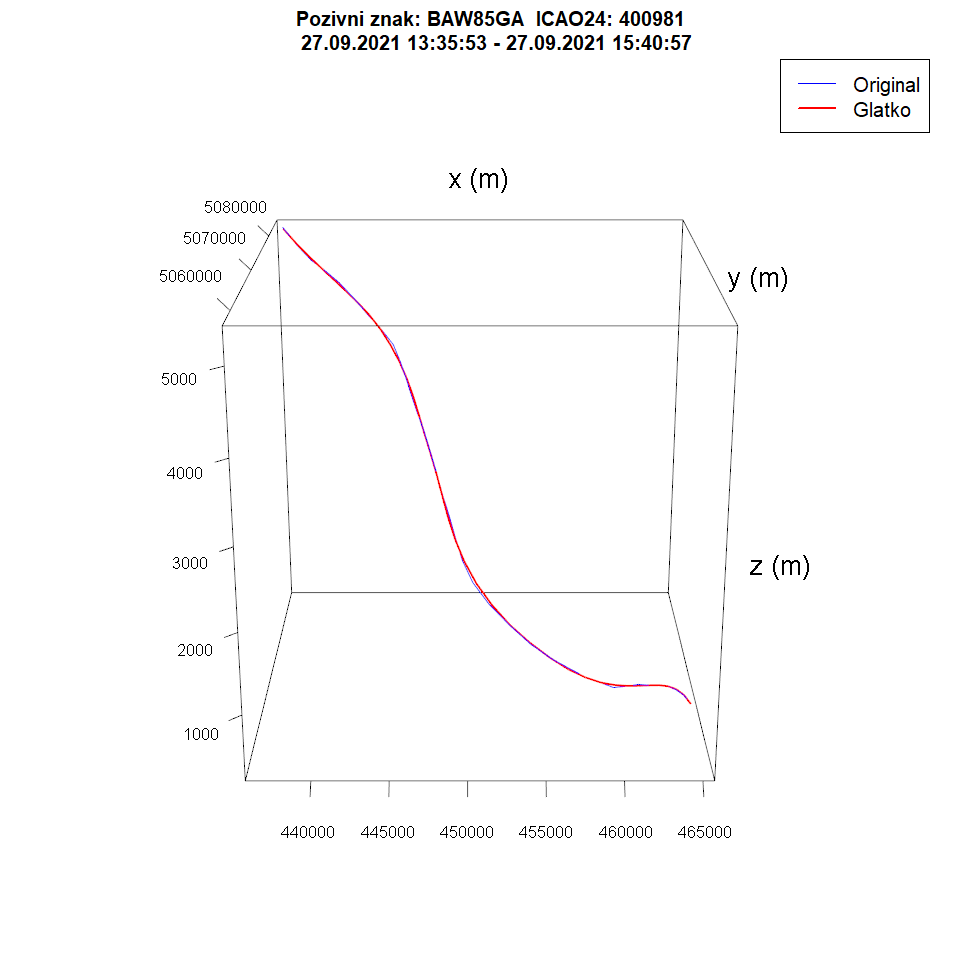 Pozivni znak: BAW85GA ICAO24: 400981
27.09.2021 13:35:53 - 27.09.2021 15:40:57
Original
Glatko
x (m)
5080000
5070000
5060000
y (m)
5000
4000
3000
z (m)
2000
1000
440000 445000 450000 455000 460000 465000